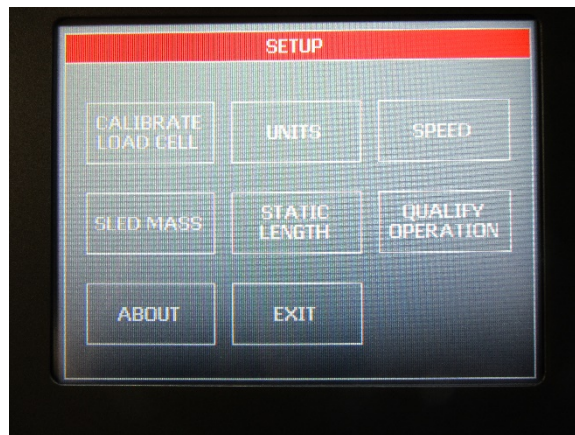 SETUP
CALIBRATE
LOAD CELL
UNITS
SPEED
SLED MASS
STATIC
LENGTH
QUALIFY
OPERATION
ABOUT
EXIT